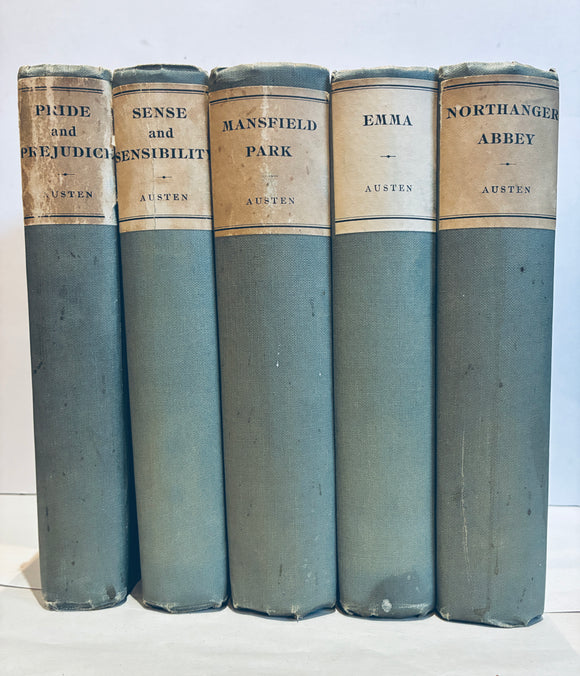 PRIDE
and
PREJUDICE
AUSTEN
SENSE
and
SENSIBILITY
AUSTEN
MANSFIELD
PARK
AUSTEN
EMMA
AUSTEN
NORTHANGER
ABBEY
AUSTEN